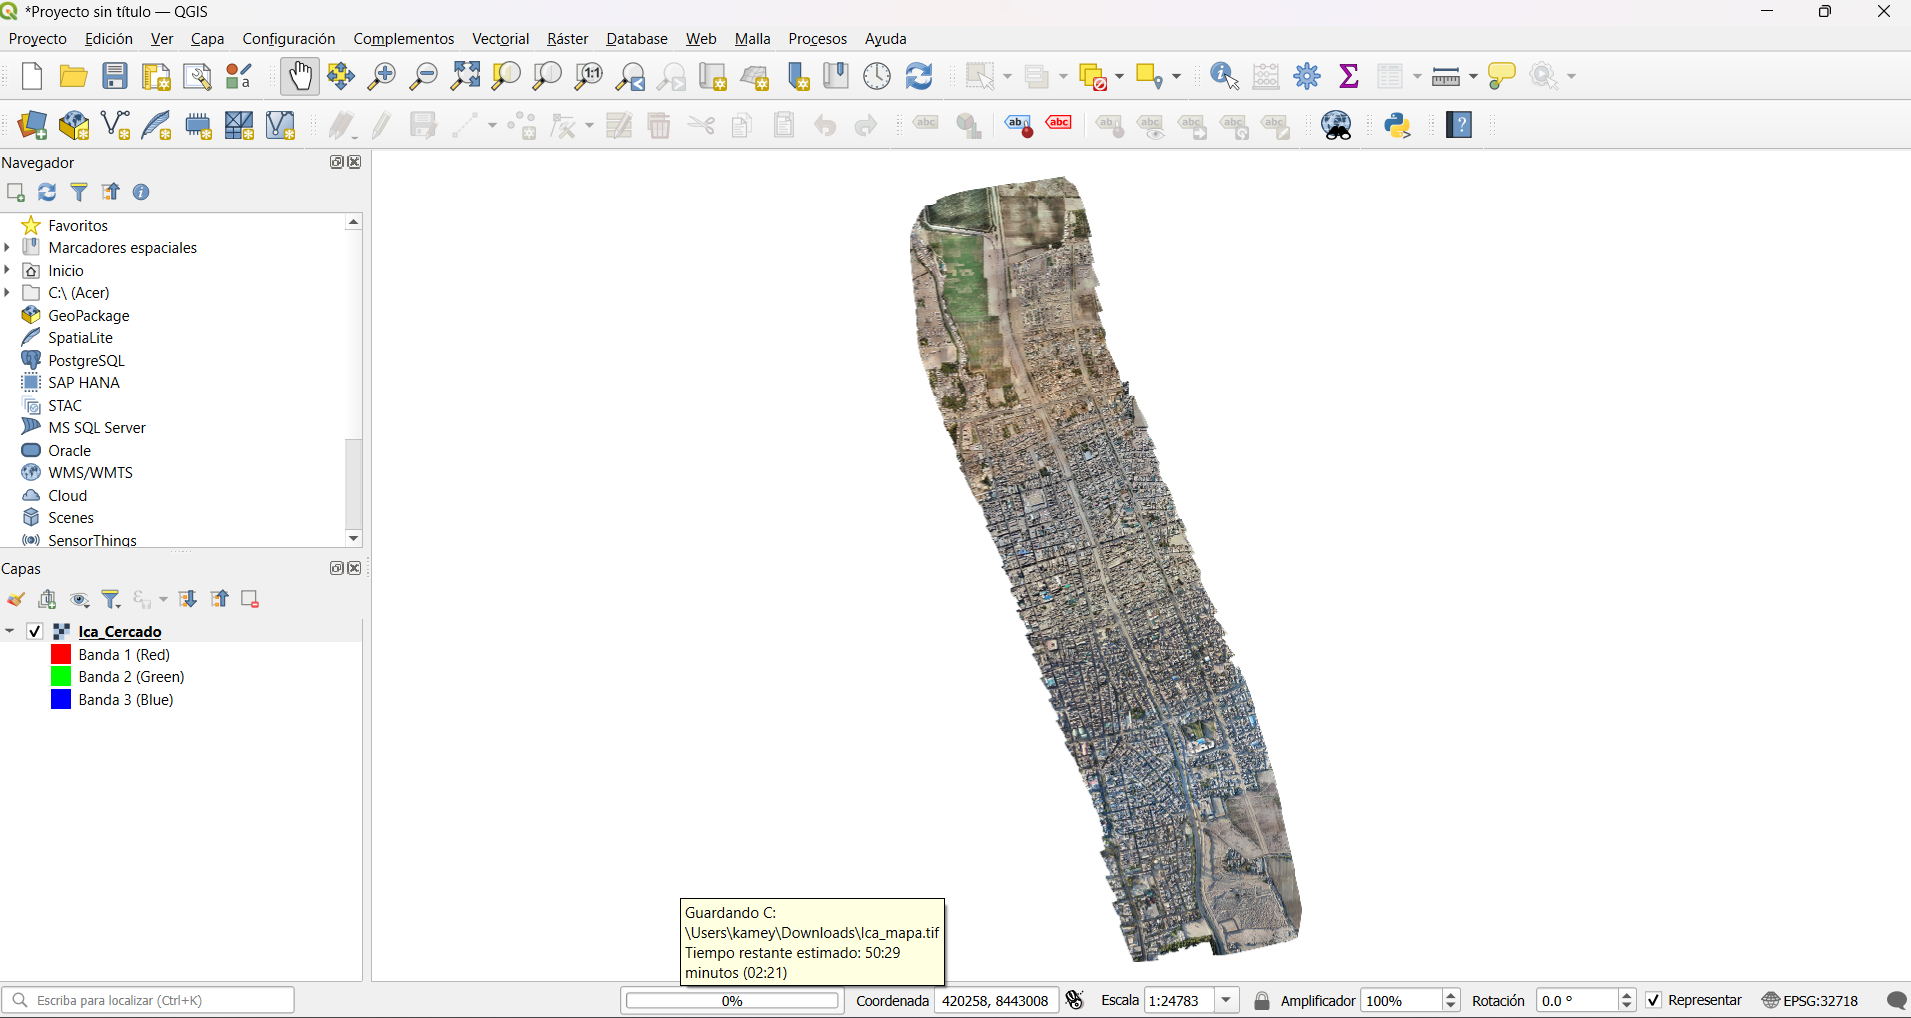 *Proyecto sin título — QGIS
Proyecto Edición Ver Capa Configuración Complementos Vectorial Ráster Database Web Malla Procesos Ayuda
Navegador
Favoritos
Marcadores espaciales
Inicio
C:\ (Acer)
GeoPackage
SpatiaLite
PostgreSQL
SAP HANA
STAC
MS SQL Server
Oracle
WMS/WMTS
Cloud
Scenes
SensorThings
Capas
Ica_Cercado
Banda 1 (Red)
Banda 2 (Green)
Banda 3 (Blue)
Guardando C:
\Users\kamey\Downloads\Ica_mapa.tif
Tiempo restante estimado: 50:29
minutos (02:21)
Escriba para localizar (Ctrl+K) 0% Coordenada 420258, 8443008 Escala 1:24783 Amplificador 100% Rotación 0.0 ° Representar EPSG:32718